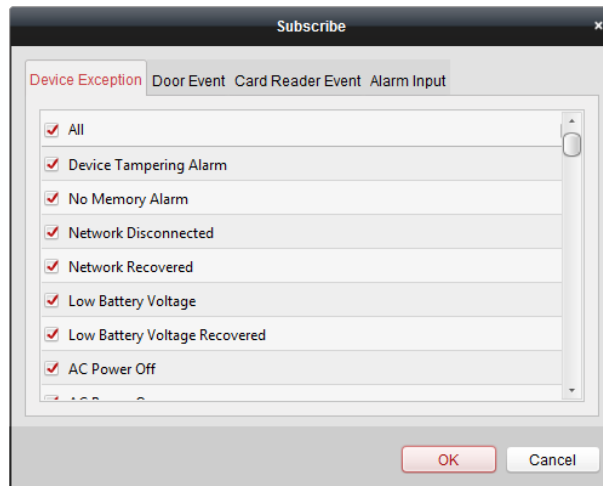 Subscribe
Device Exception Door Event Card Reader Event Alarm Input
All
Device Tampering Alarm
No Memory Alarm
Network Disconnected
Network Recovered
Low Battery Voltage
Low Battery Voltage Recovered
AC Power Off
OK Cancel